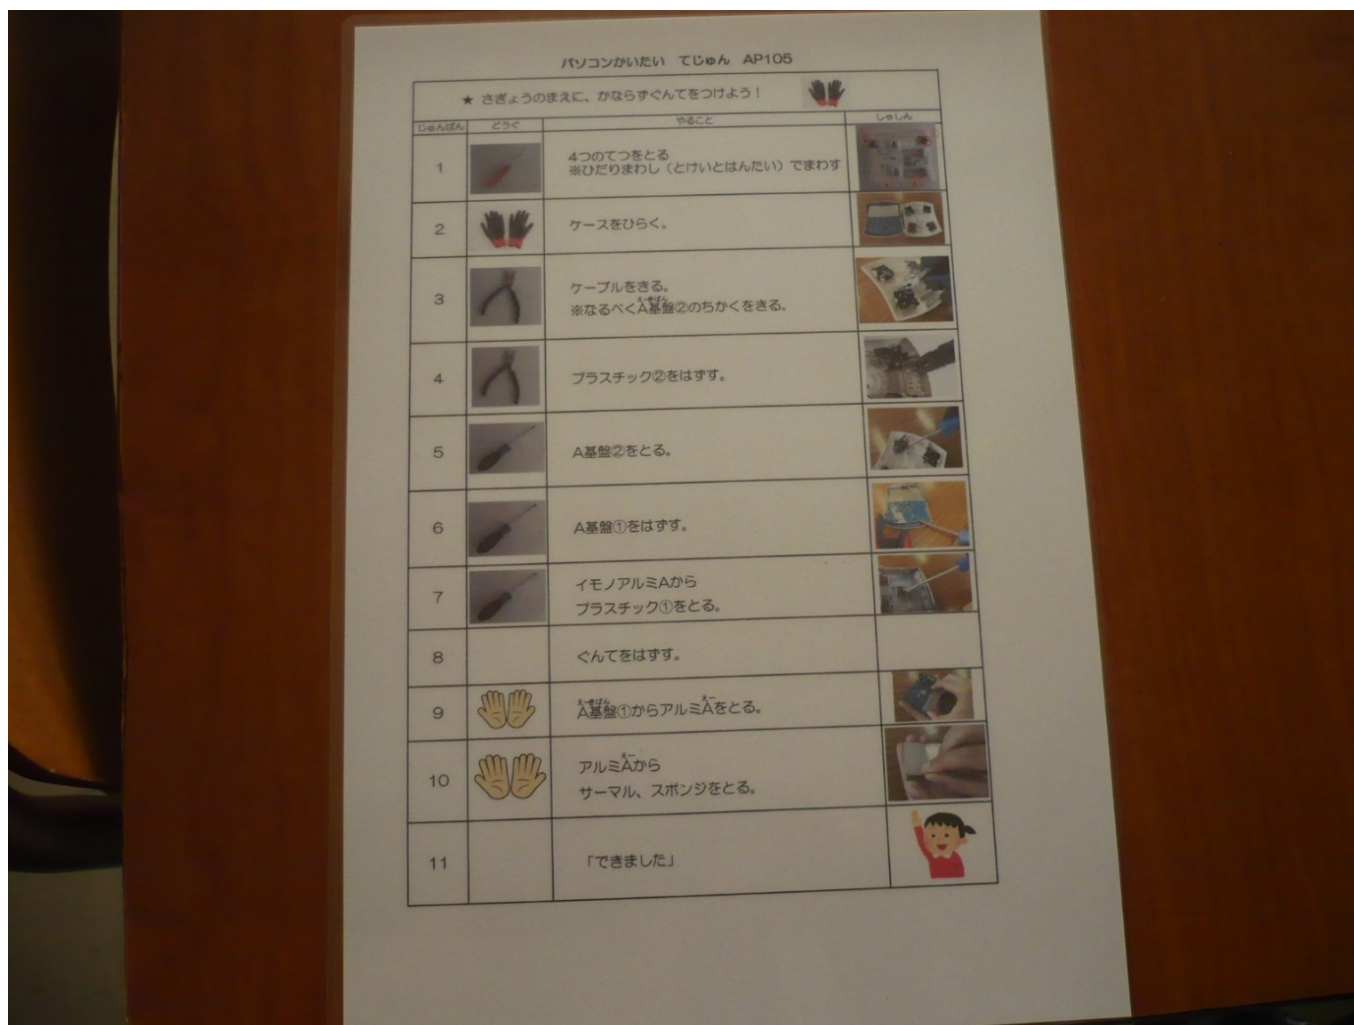 パソコンかいたい てじゅん AP105
★ さぎょうのまえに、かならずぐんてをつけよう!
じゅんばん どうぐ やること しゃしん
1 4つのてつをとる
※ひだりまわし(とけいとはんたい)でまわす
2 ケースをひらく。
3 ケーブルをきる。
※なるべくA基盤②のちかくをきる。
4 プラスチック②をはずす。
5 A基盤②をとる。
6 A基盤①をはずす。
7 イモノアルミAから
プラスチック①をとる。
8 ぐんてをはずす。
9 A基盤①からアルミAをとる。
10 アルミAから
サーマル、スポンジをとる。
11 「できました」